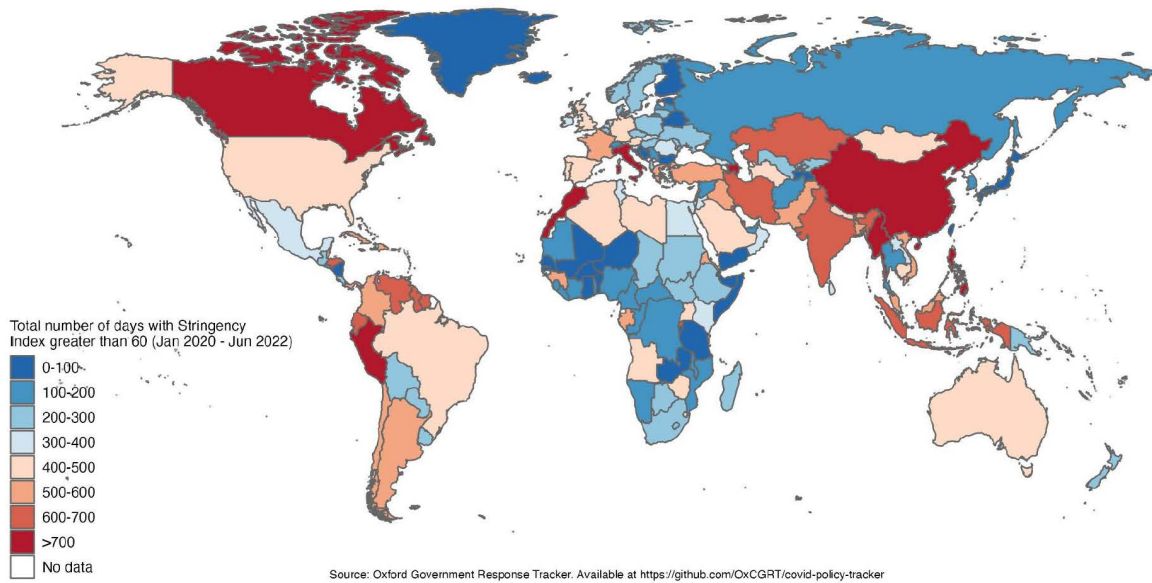 Total number of days with Stringency
Index greater than 60 (Jan 2020 - Jun 2022)
0-100
100-200
200-300
300-400
400-500
500-600
600-700
>700
No data
Source: Oxford Government Response Tracker. Available at https://github.com/OxCGRT/covid-policy-tracker